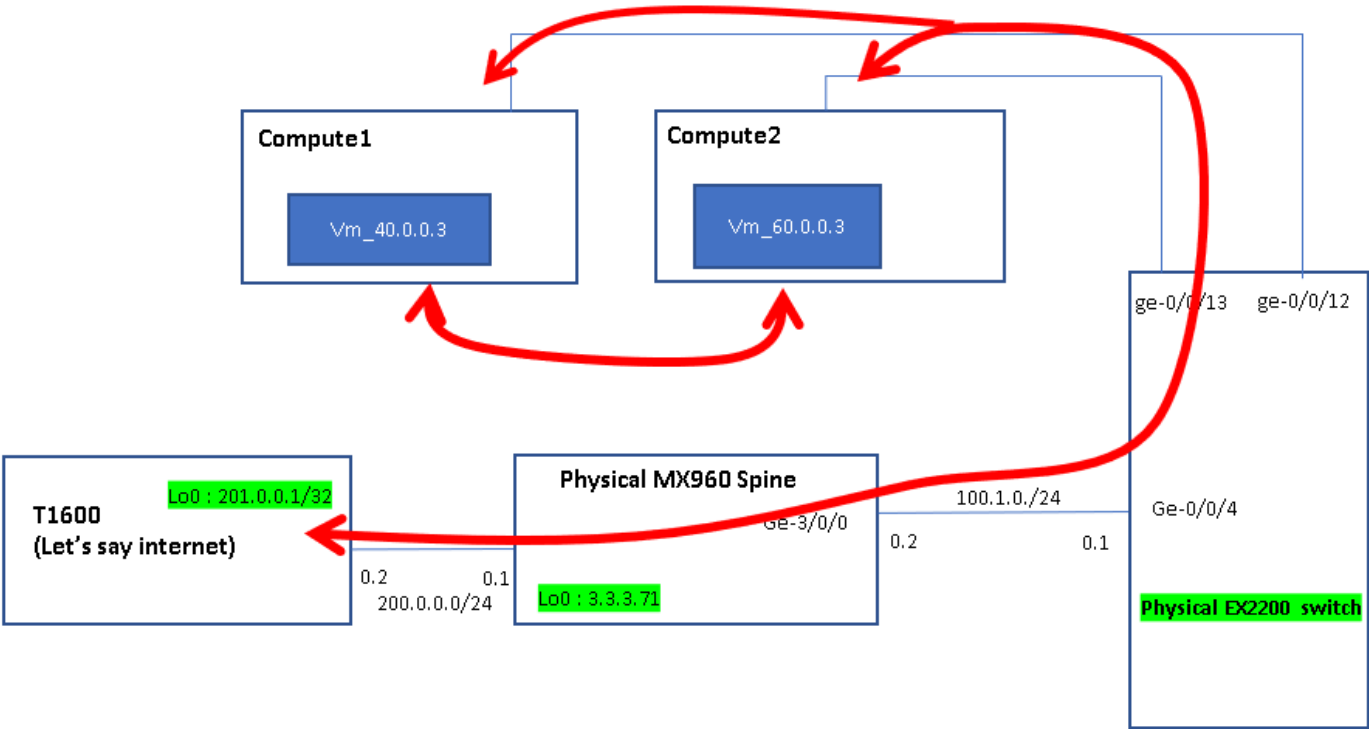 Compute1
Vm_40.0.0.3
Compute2
Vm_60.0.0.3
ge-0/0/13
ge-0/0/12
Lo0 : 201.0.0.1/32
T1600
(Let's say internet)
0.2
0.1
200.0.0.0/24
Physical MX960 Spine
Ge-3/0/0
Lo0 : 3.3.3.71
100.1.0./24
0.2
0.1
Ge-0/0/4
Physical EX2200 switch